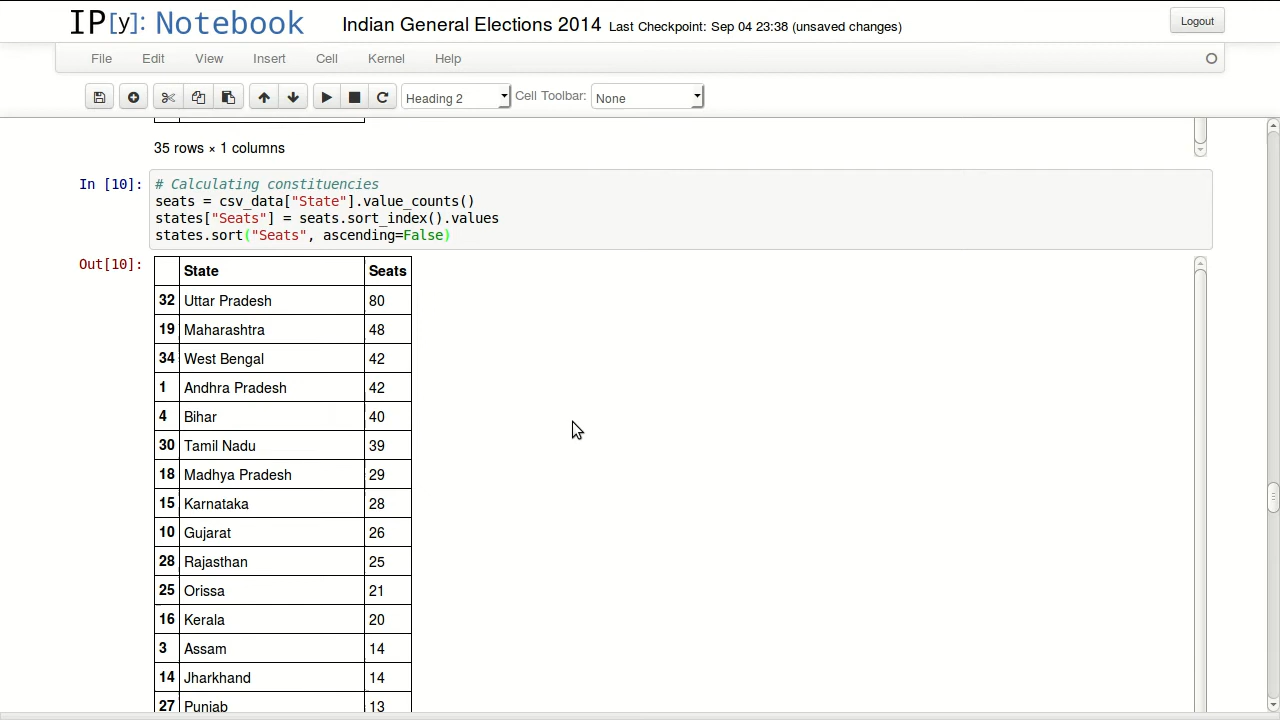 IP[y]: Notebook Indian General Elections 2014 Last Checkpoint: Sep 04 23:38 (unsaved changes) Logout
File Edit View Insert Cell Kernel Help
Heading 2 Cell Toolbar: None
35 rows × 1 columns
In [10]: # Calculating constituencies
seats = csv_data["State"].value_counts()
states["Seats"] = seats.sort_index().values
states.sort("Seats", ascending=False)
Out[10]: State Seats
32 Uttar Pradesh 80
19 Maharashtra 48
34 West Bengal 42
1 Andhra Pradesh 42
4 Bihar 40
30 Tamil Nadu 39
18 Madhya Pradesh 29
15 Karnataka 28
10 Gujarat 26
28 Rajasthan 25
25 Orissa 21
16 Kerala 20
3 Assam 14
14 Jharkhand 14
27 Punjab 13